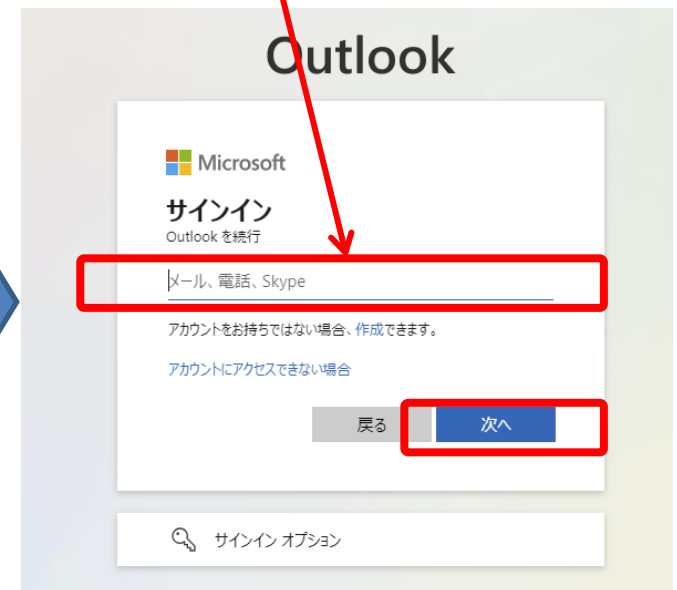 Outlook
Microsoft
サインイン
Outlook を続行
メール、電話、Skype
アカウントをお持ちではない場合、作成できます。
アカウントにアクセスできない場合
戻る
次へ
サインイン オプション